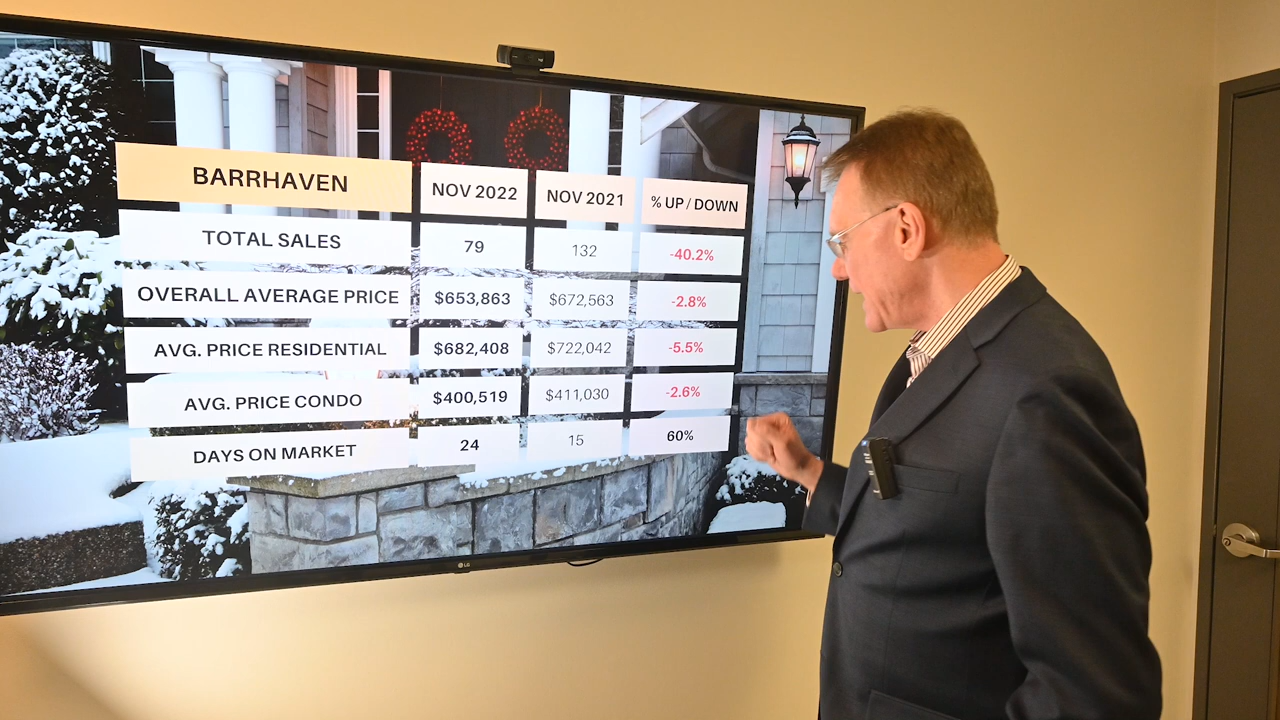 BARRHAVEN NOV 2022 NOV 2021 % UP / DOWN
TOTAL SALES 79 132 -40.2%
OVERALL AVERAGE PRICE $653,863 $672,563 -2.8%
AVG. PRICE RESIDENTIAL $682,408 $722,042 -5.5%
AVG. PRICE CONDO $400,519 $411,030 -2.6%
DAYS ON MARKET 24 15 60%
LG